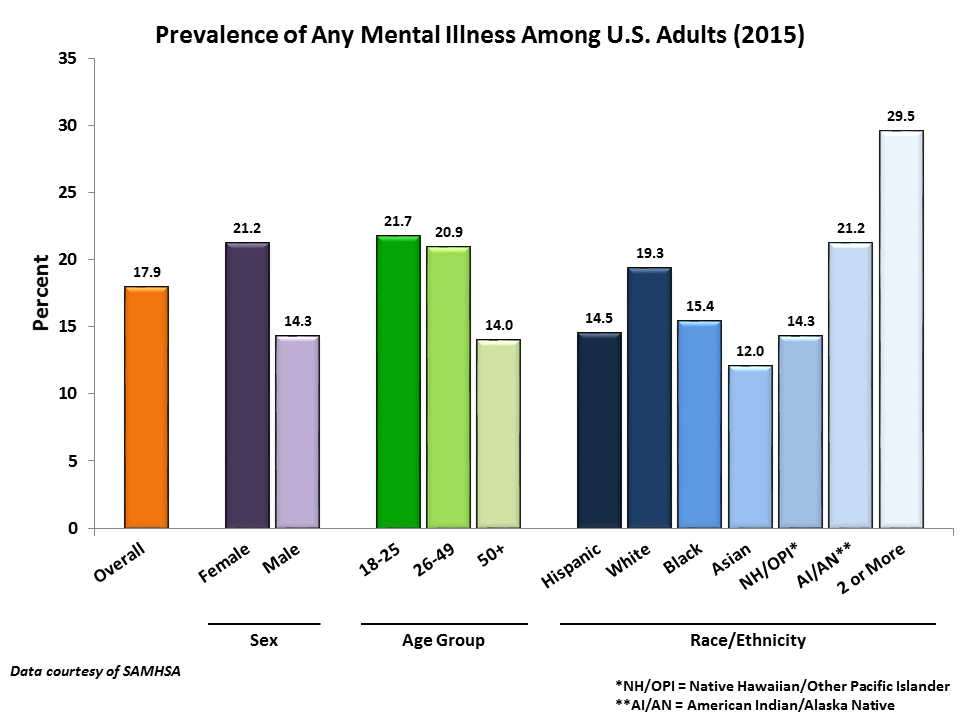 Prevalence of Any Mental Illness Among U.S. Adults (2015)
35
30
25
20
15
10
5
0
Percent
17.9
21.2
14.3
21.7
20.9
14.0
14.5
19.3
15.4
12.0
14.3
21.2
29.5
Overall
Female
Male
18-25
26-49
50+
Hispanic
White
Black
Asian
NH/OPI*
AI/AN**
2 or More
Sex
Age Group
Race/Ethnicity
Data courtesy of SAMHSA
*NH/OPI = Native Hawaiian/Other Pacific Islander
**AI/AN = American Indian/Alaska Native